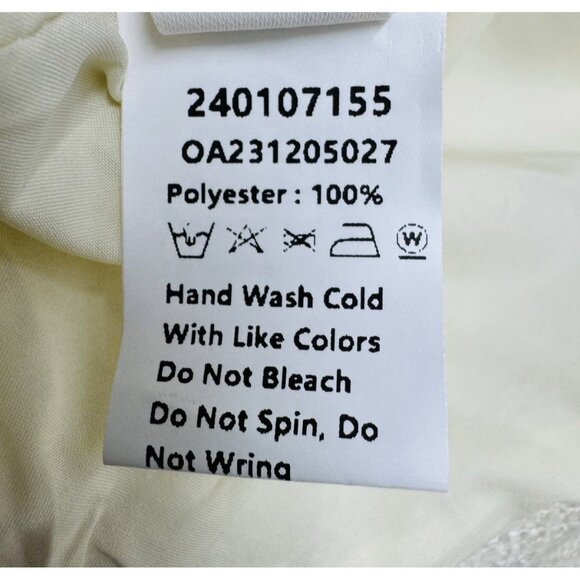 240107155
OA231205027
Polyester : 100%
W
Hand Wash Cold
With Like Colors
Do Not Bleach
Do Not Spin, Do
Not Wring